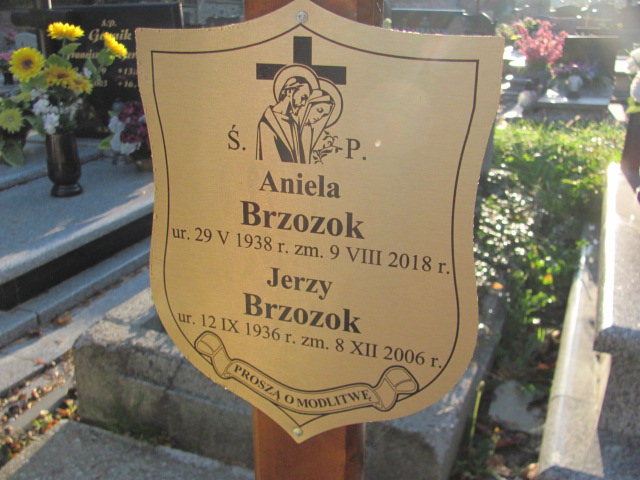 Ś. P.
Aniela
Brzozok
ur. 29 V 1938 r. zm. 9 VIII 2018 r.
Jerzy
Brzozok
ur. 12 IX 1936 r. zm. 8 XII 2006 r.
PROSZĄ O MODLITWĘ
ś.p.